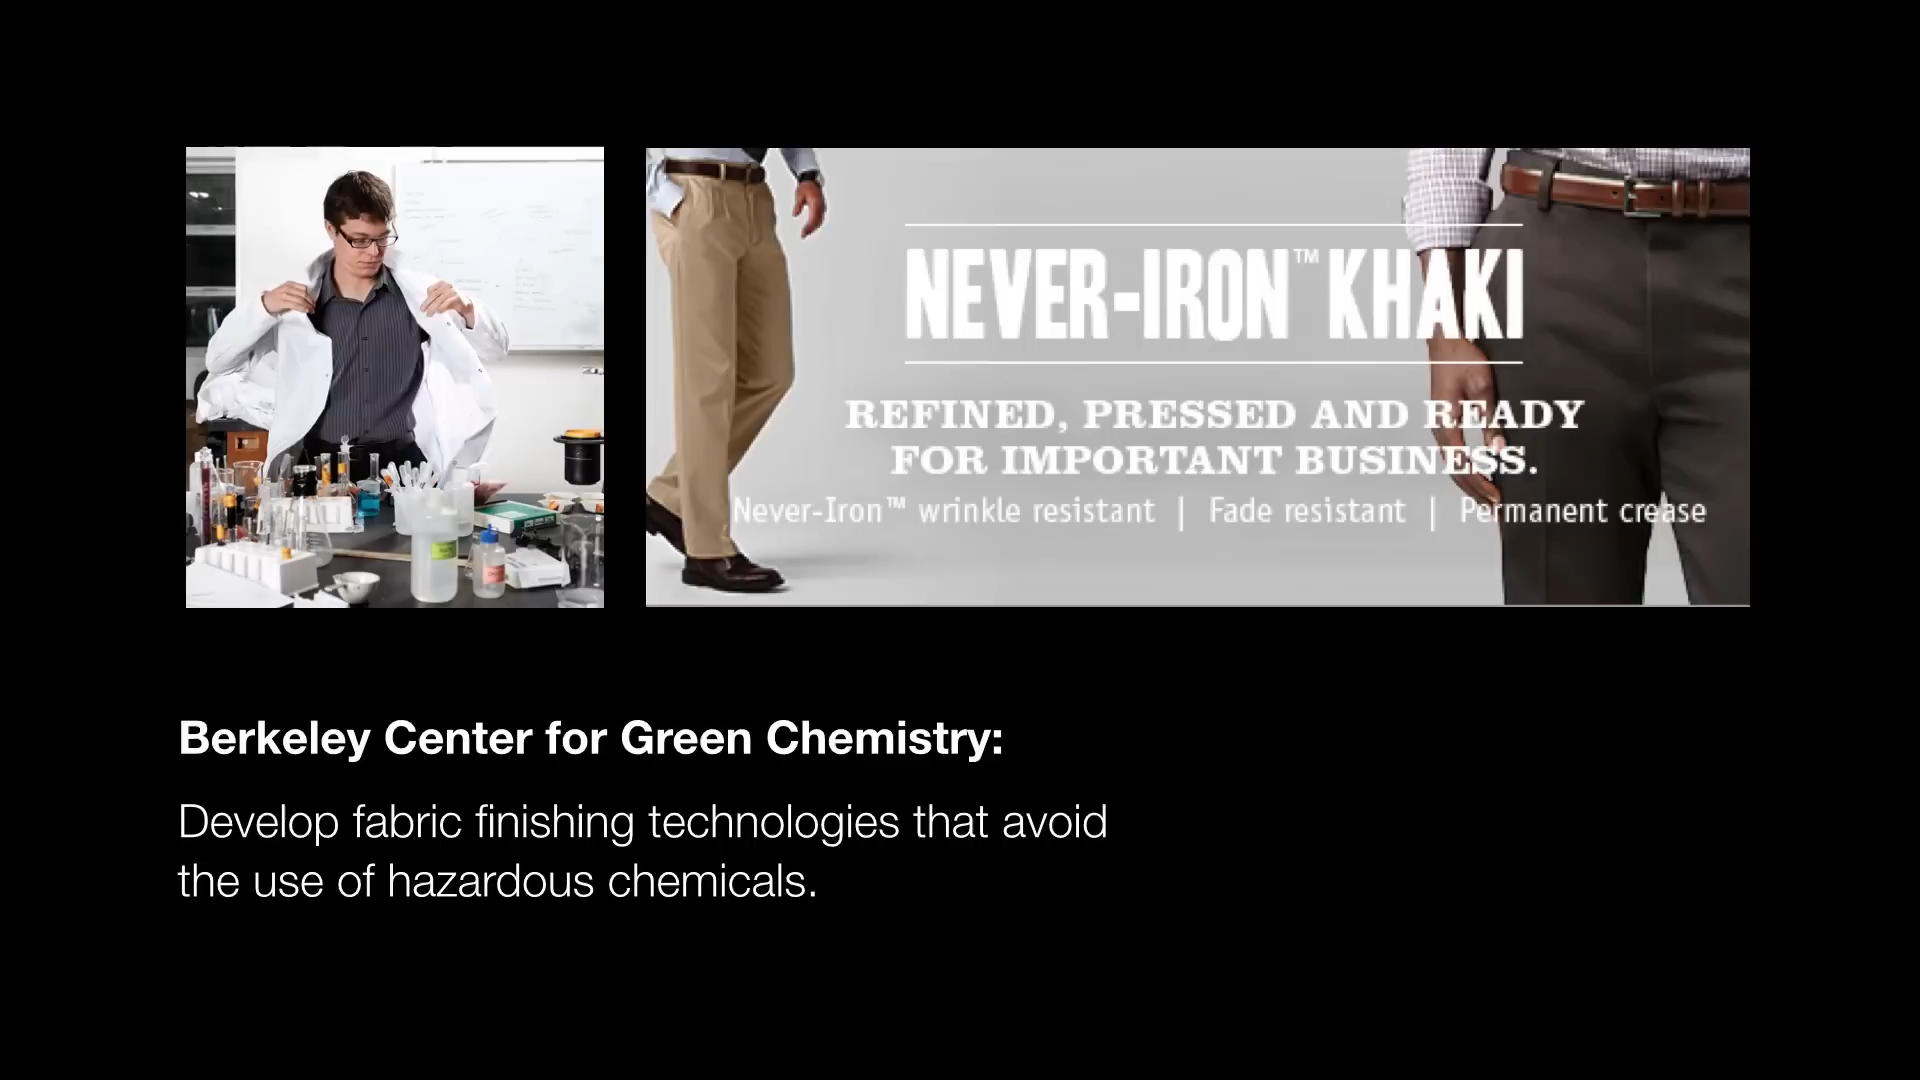 NEVER-IRON™ KHAKI
REFINED, PRESSED AND READY
FOR IMPORTANT BUSINESS.
Never-Iron™ wrinkle resistant | Fade resistant | Permanent crease
Berkeley Center for Green Chemistry:
Develop fabric finishing technologies that avoid
the use of hazardous chemicals.